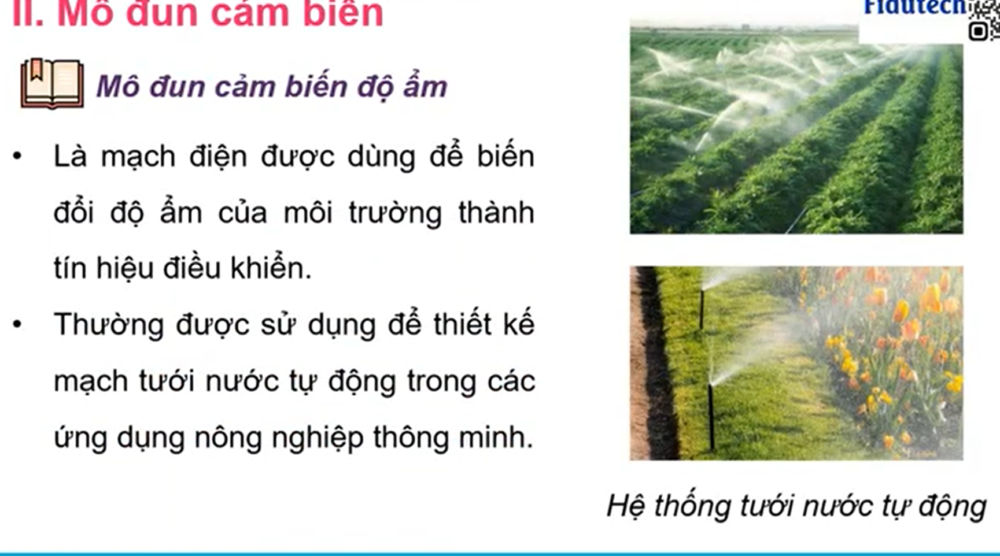 II. Mô đun cảm biến
Fidutech
Mô đun cảm biến độ ẩm
• Là mạch điện được dùng để biến
đổi độ ẩm của môi trường thành
tín hiệu điều khiển.
• Thường được sử dụng để thiết kế
mạch tưới nước tự động trong các
ứng dụng nông nghiệp thông minh.
Hệ thống tưới nước tự động